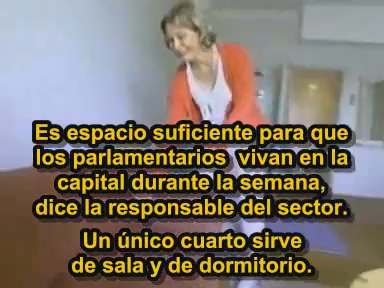 Es espacio suficiente para que
los parlamentarios vivan en la
capital durante la semana,
dice la responsable del sector.
Un único cuarto sirve
de sala y de dormitorio.